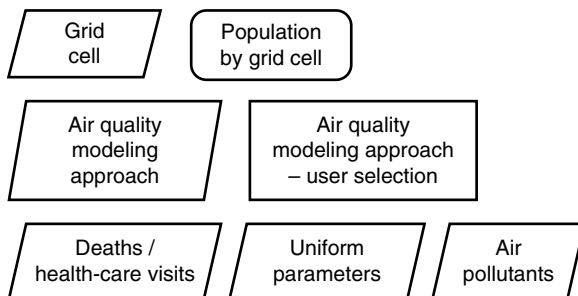 Grid
cell
Population
by grid cell
Air quality
modeling
approach
Air quality
modeling approach
– user selection
Deaths /
health-care visits
Uniform
parameters
Air
pollutants